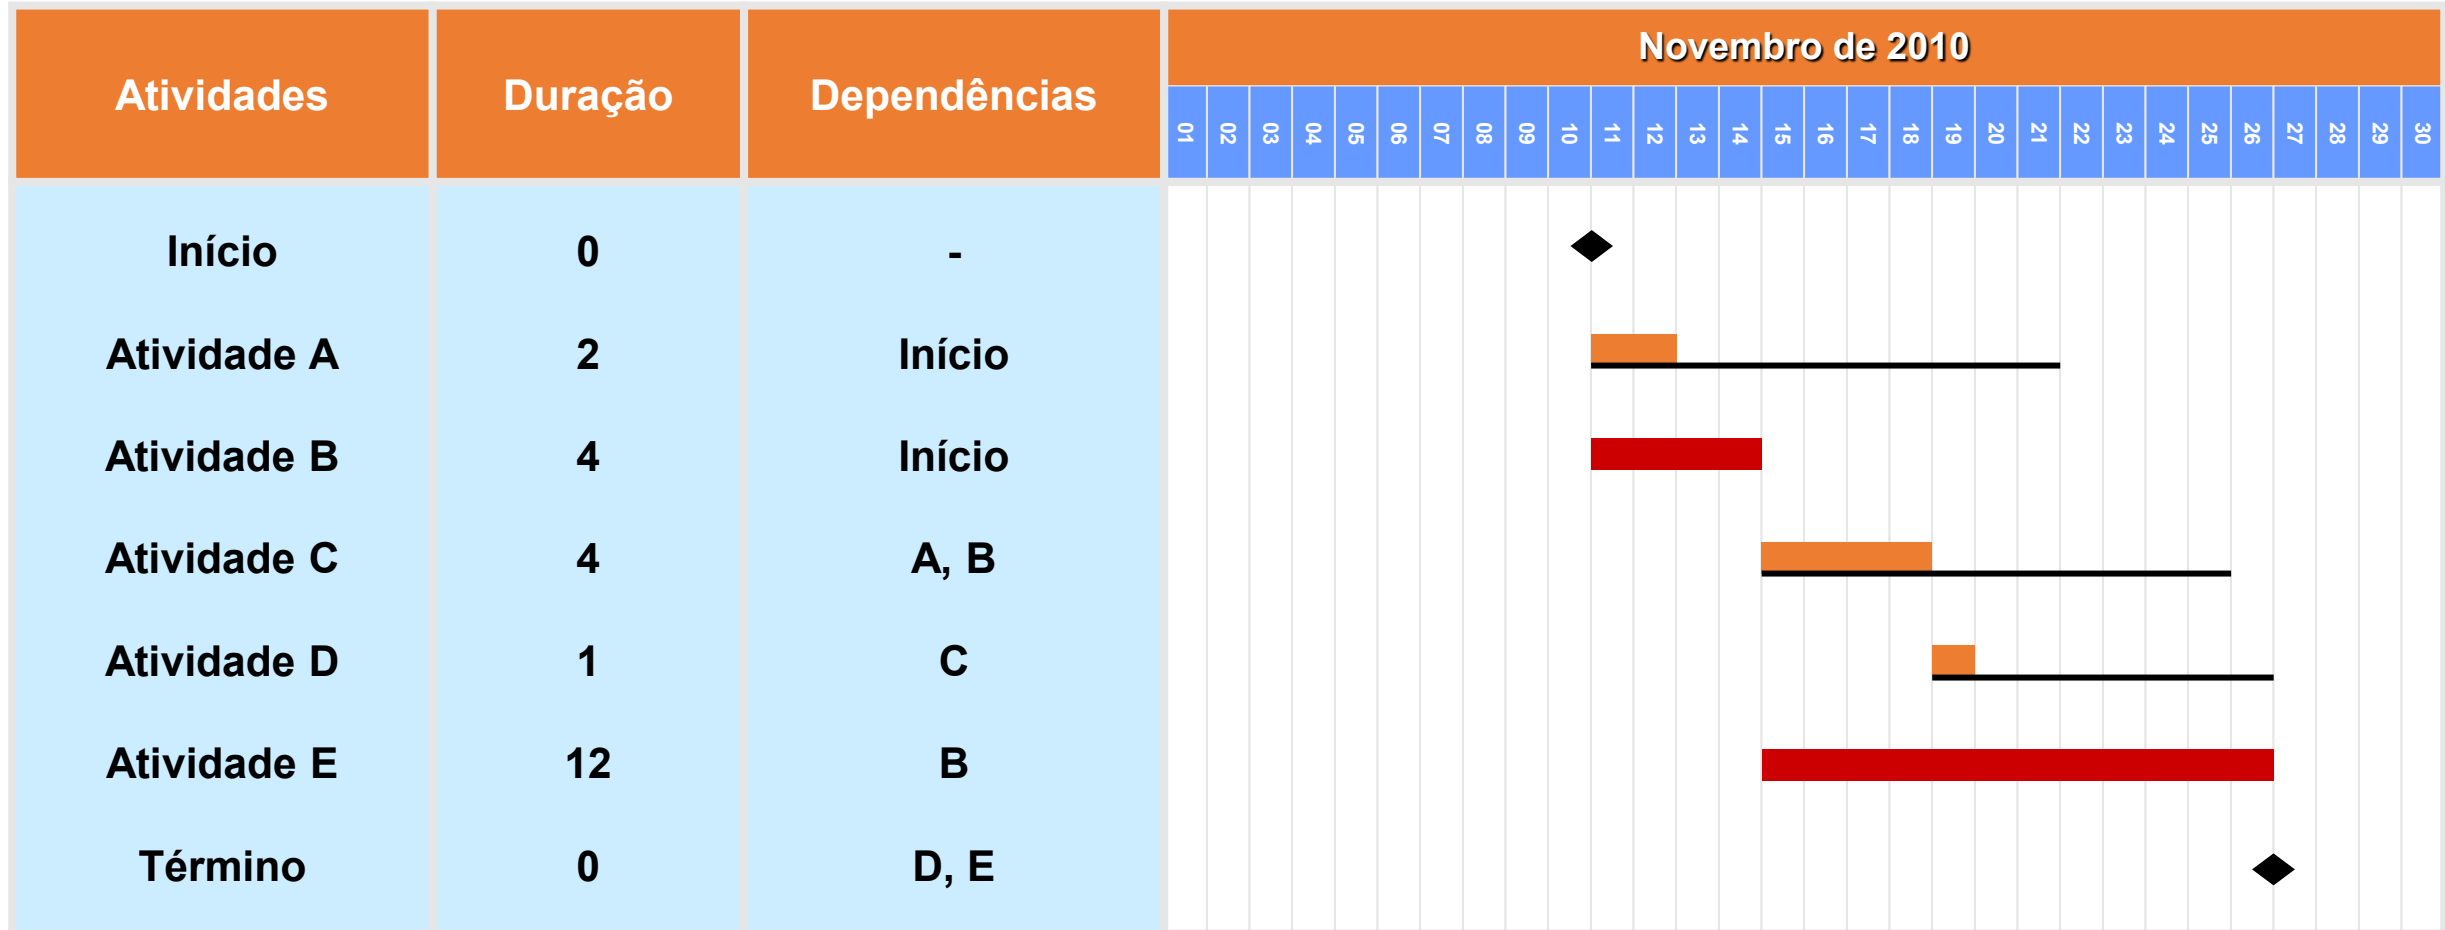 Atividades Duração Dependências Novembro de 2010
01 02 03 04 05 06 07 08 09 10 11 12 13 14 15 16 17 18 19 20 21 22 23 24 25 26 27 28 29 30
Início 0 -
Atividade A 2 Início
Atividade B 4 Início
Atividade C 4 A, B
Atividade D 1 C
Atividade E 12 B
Término 0 D, E